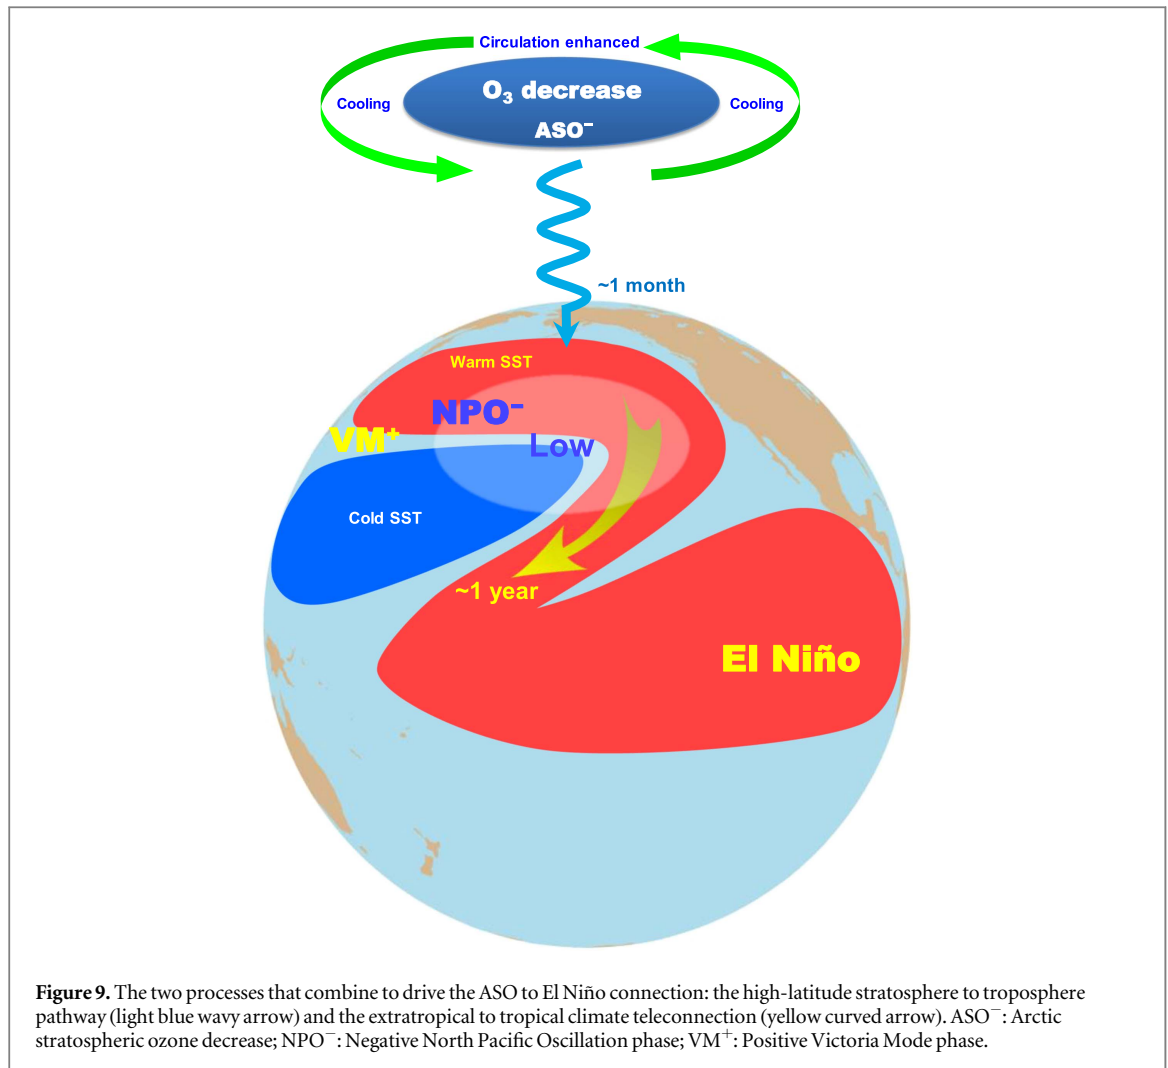 Circulation enhanced
O₃ decrease
Cooling
Cooling
ASO⁻
~1 month
Warm SST
NPO⁻
VM⁺
Low
Cold SST
~1 year
El Niño
Figure 9. The two processes that combine to drive the ASO to El Niño connection: the high-latitude stratosphere to troposphere
pathway (light blue wavy arrow) and the extratropical to tropical climate teleconnection (yellow curved arrow). ASO⁻: Arctic
stratospheric ozone decrease; NPO⁻: Negative North Pacific Oscillation phase; VM⁺: Positive Victoria Mode phase.